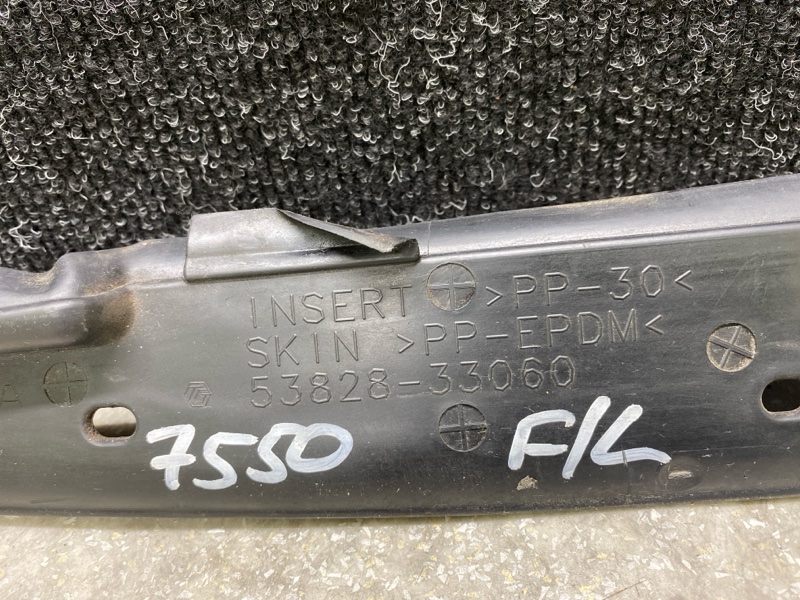 INSERT >PP-30<
SKIN >PP-EPDM<
53828-33060
A
7550 F/L